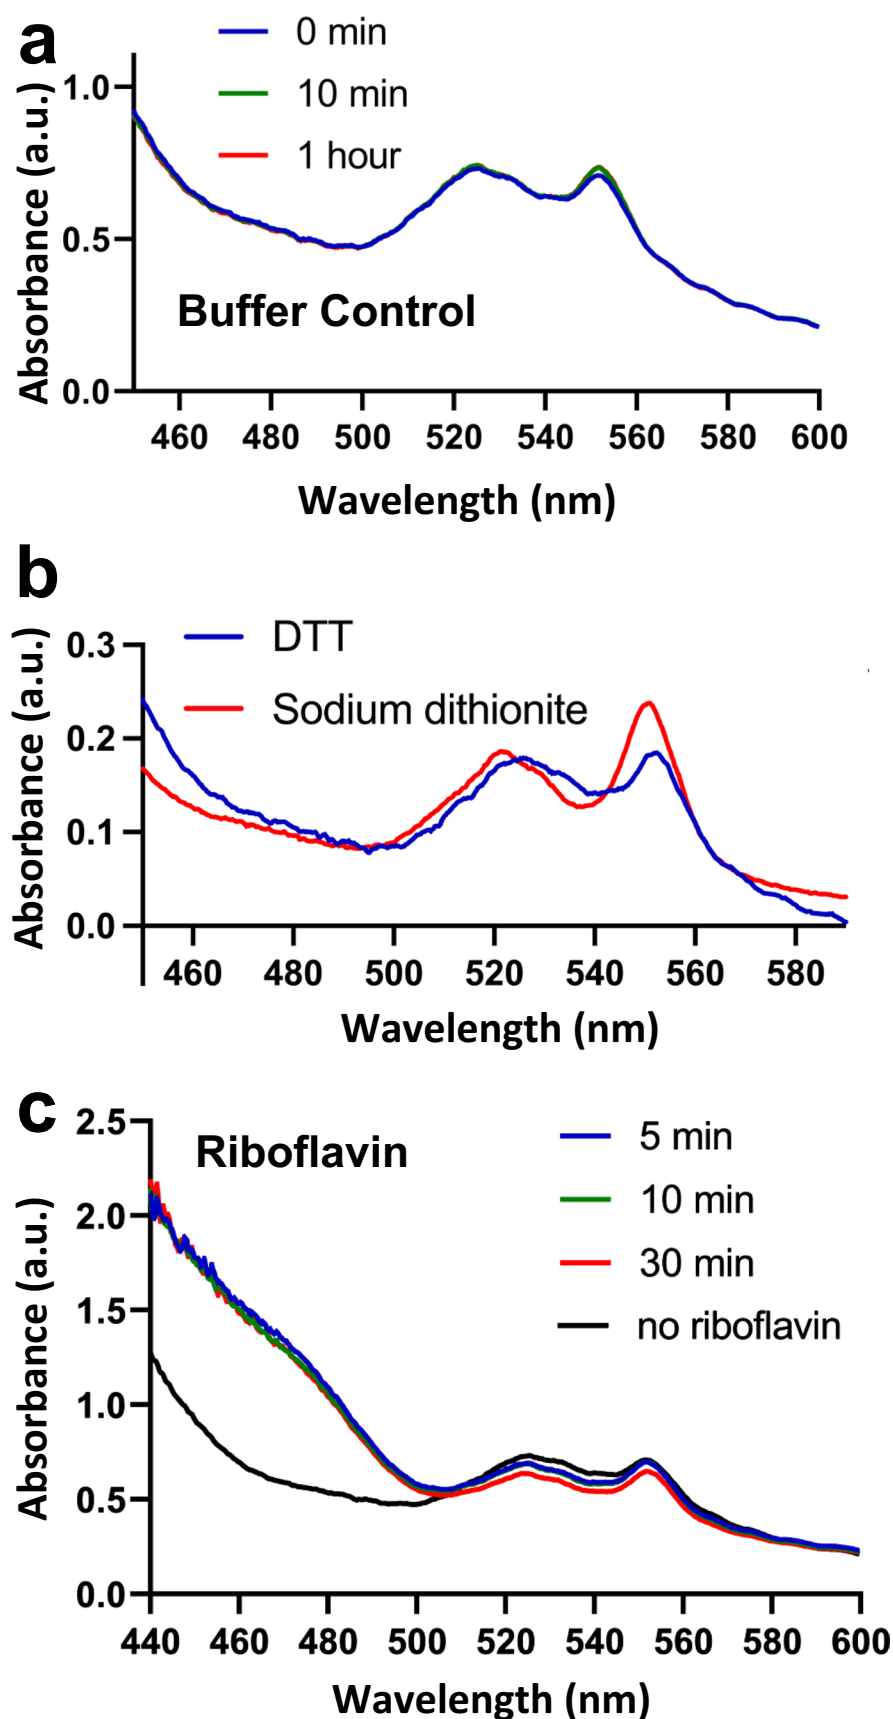 a
0 min
10 min
1 hour
Absorbance (a.u.)
1.0
0.5
0.0
Buffer Control
460 480 500 520 540 560 580 600
Wavelength (nm)
b
DTT
Sodium dithionite
Absorbance (a.u.)
0.3
0.2
0.1
0.0
460 480 500 520 540 560 580
Wavelength (nm)
c
Riboflavin
5 min
10 min
30 min
no riboflavin
Absorbance (a.u.)
2.5
2.0
1.5
1.0
0.5
0.0
440 460 480 500 520 540 560 580 600
Wavelength (nm)